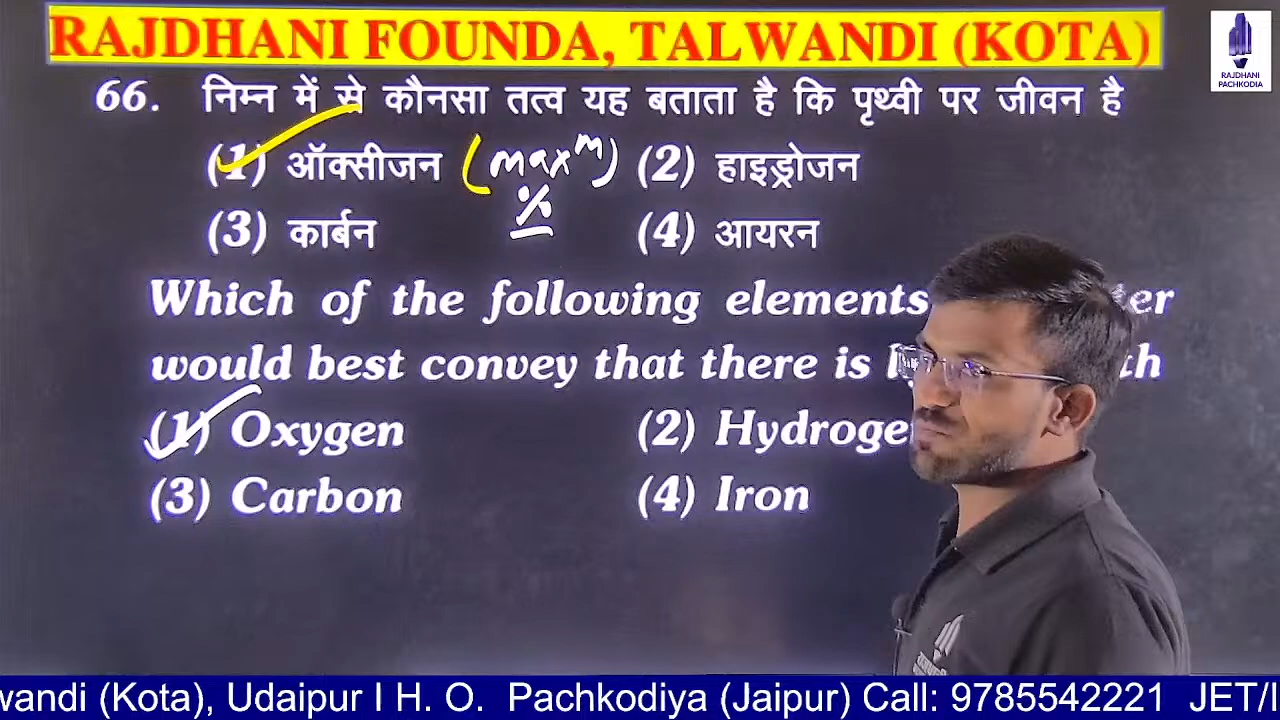 RAJDHANI FOUNDA, TALWANDI (KOTA)
RAJDHANI
PACHKODIA
66. निम्न में से कौनसा तत्व यह बताता है कि पृथ्वी पर जीवन है
(1) ऑक्सीजन (maxᵐ) (2) हाइड्रोजन
%
(3) कार्बन (4) आयरन
Which of the following elements
would best convey that there is
(1) Oxygen (2) Hydroge
(3) Carbon (4) Iron
wandi (Kota), Udaipur I H. O. Pachkodiya (Jaipur) Call: 9785542221 JET/I